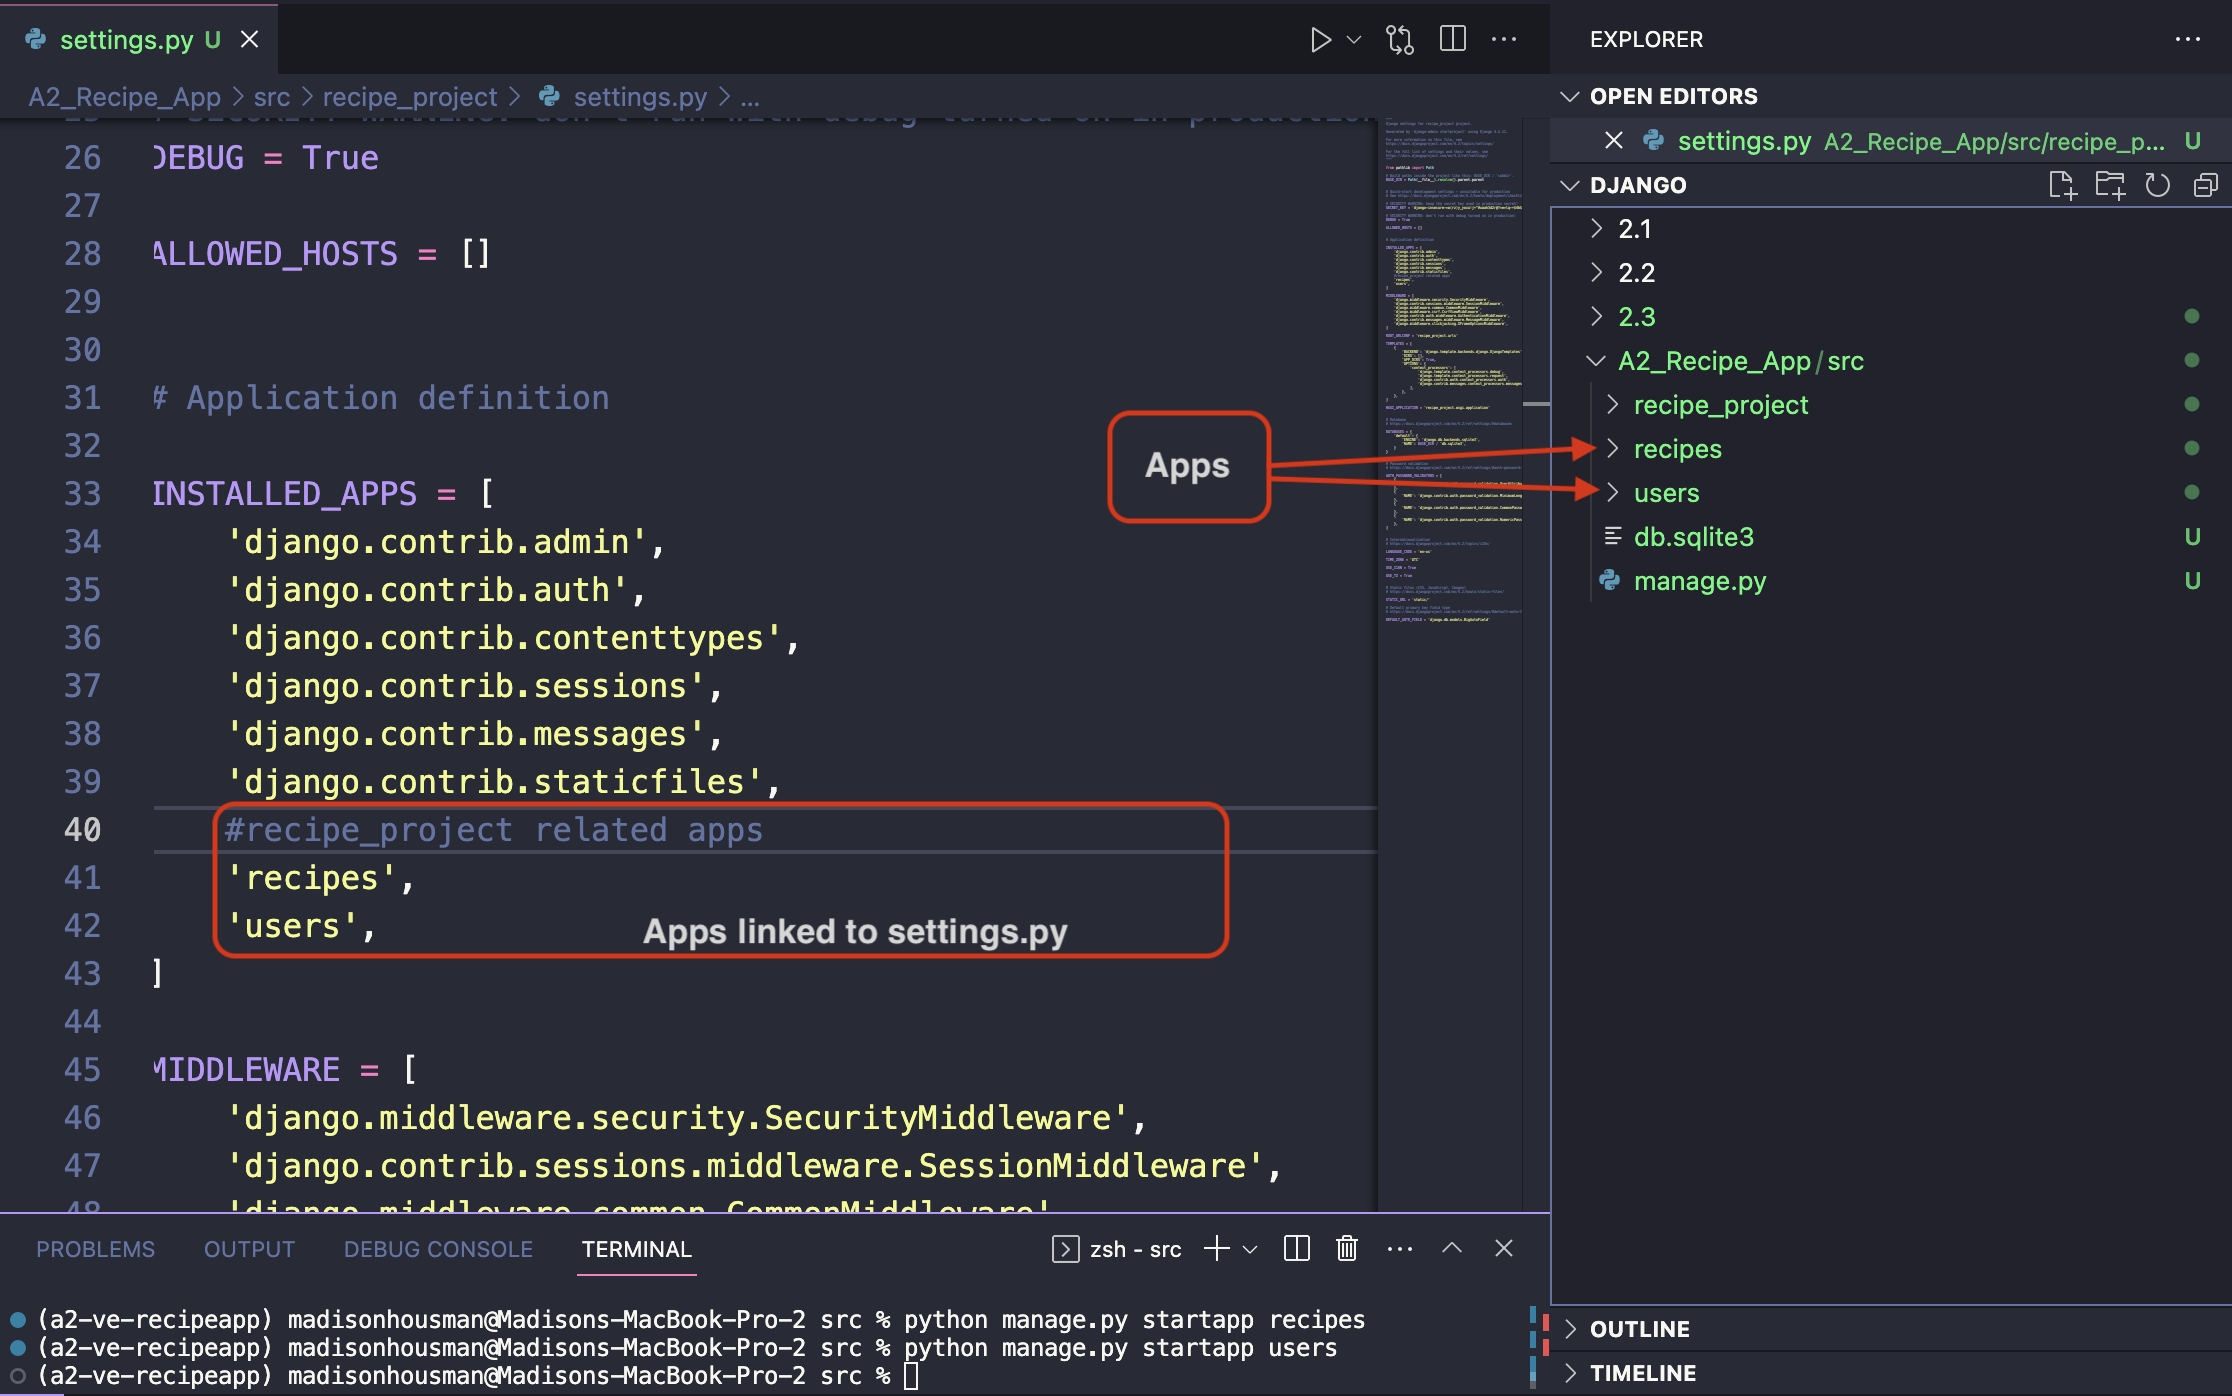 settings.py U
A2_Recipe_App > src > recipe_project > settings.py > ...
26 DEBUG = True
27
28 ALLOWED_HOSTS = []
29
30
31 # Application definition
32
33 INSTALLED_APPS = [
34 'django.contrib.admin',
35 'django.contrib.auth',
36 'django.contrib.contenttypes',
37 'django.contrib.sessions',
38 'django.contrib.messages',
39 'django.contrib.staticfiles',
40 #recipe_project related apps
41 'recipes',
42 'users',
Apps linked to settings.py
43 ]
44
45 MIDDLEWARE = [
46 'django.middleware.security.SecurityMiddleware',
47 'django.contrib.sessions.middleware.SessionMiddleware',
48 'django.middleware.common.CommonMiddleware'
Apps
EXPLORER
OPEN EDITORS
settings.py A2_Recipe_App/src/recipe_p... U
DJANGO
2.1
2.2
2.3
A2_Recipe_App/src
recipe_project
recipes
users
db.sqlite3 U
manage.py U
OUTLINE
TIMELINE
PROBLEMS OUTPUT DEBUG CONSOLE TERMINAL zsh - src
(a2-ve-recipeapp) madisonhousman@Madisons-MacBook-Pro-2 src % python manage.py startapp recipes
(a2-ve-recipeapp) madisonhousman@Madisons-MacBook-Pro-2 src % python manage.py startapp users
(a2-ve-recipeapp) madisonhousman@Madisons-MacBook-Pro-2 src %